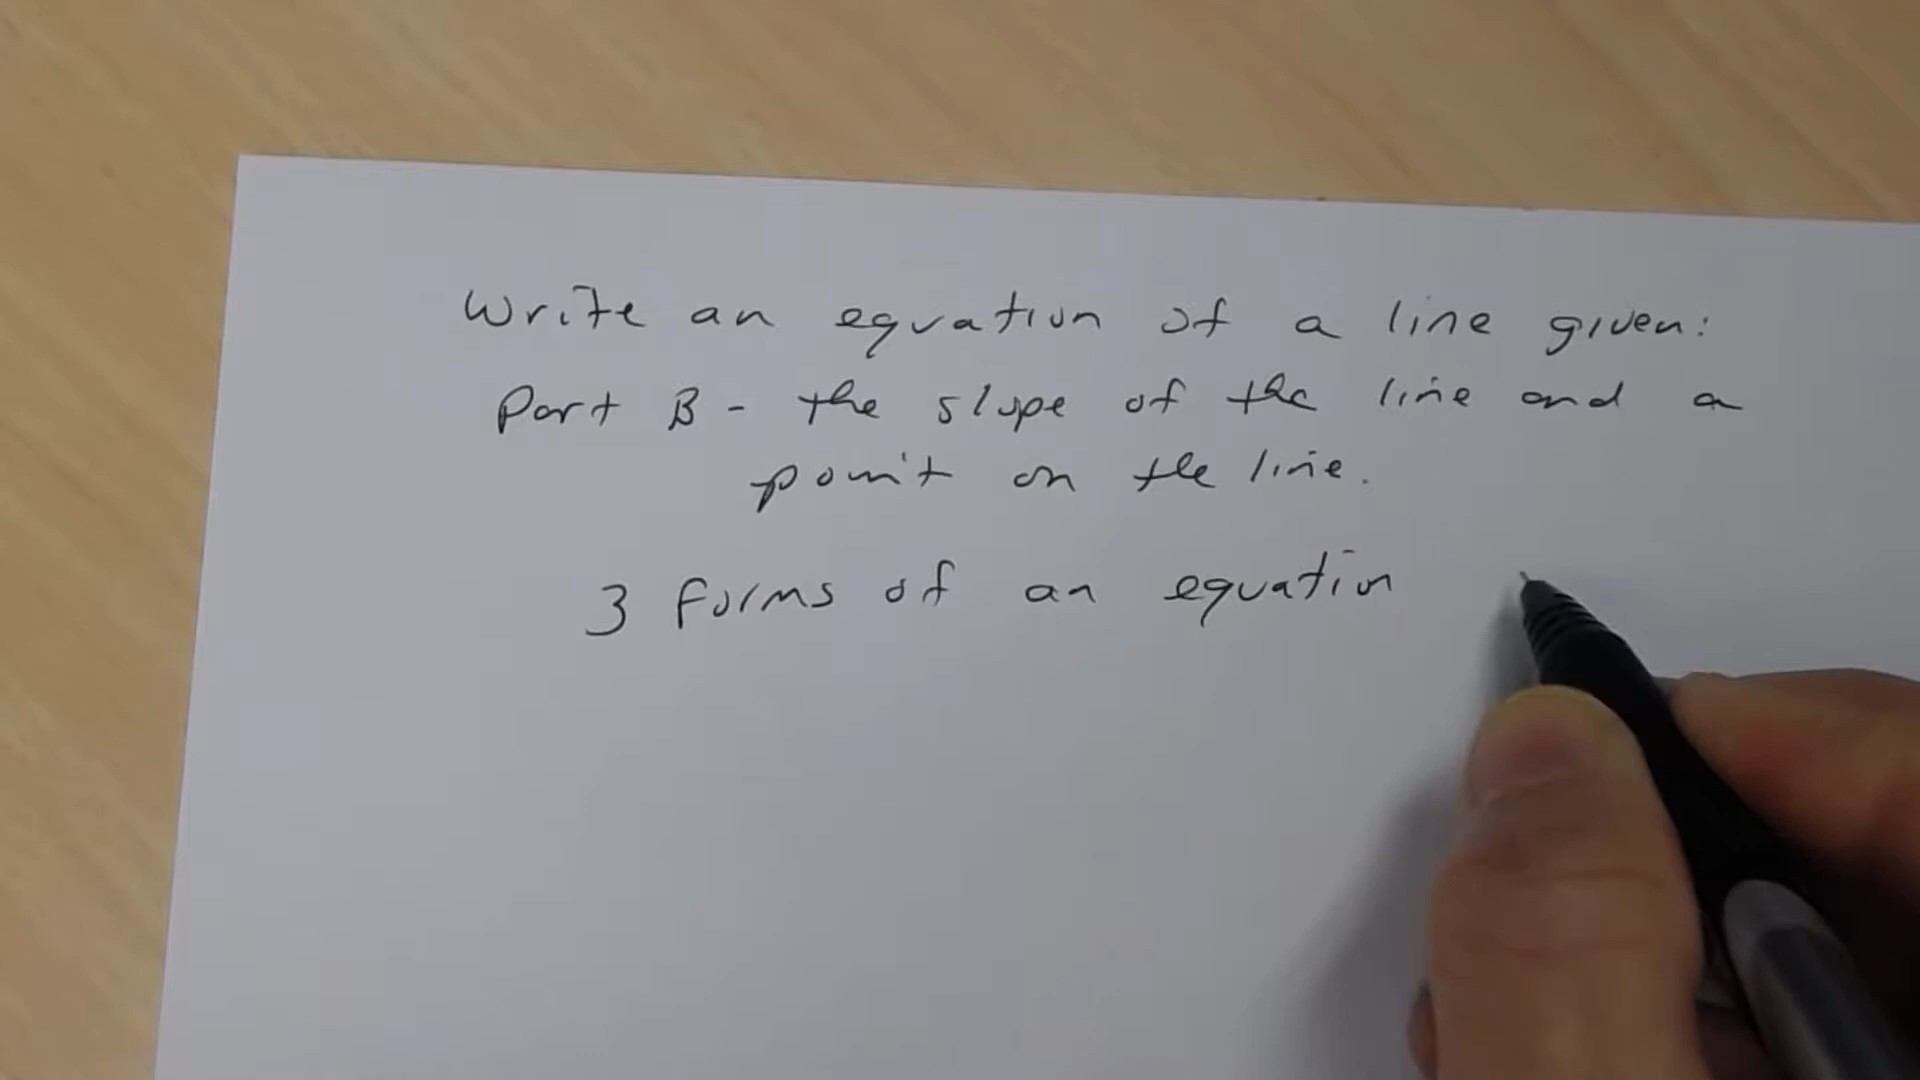 Write an equation of a line given:
Part B - the slope of the line and a
point on the line.
3 forms of an equation